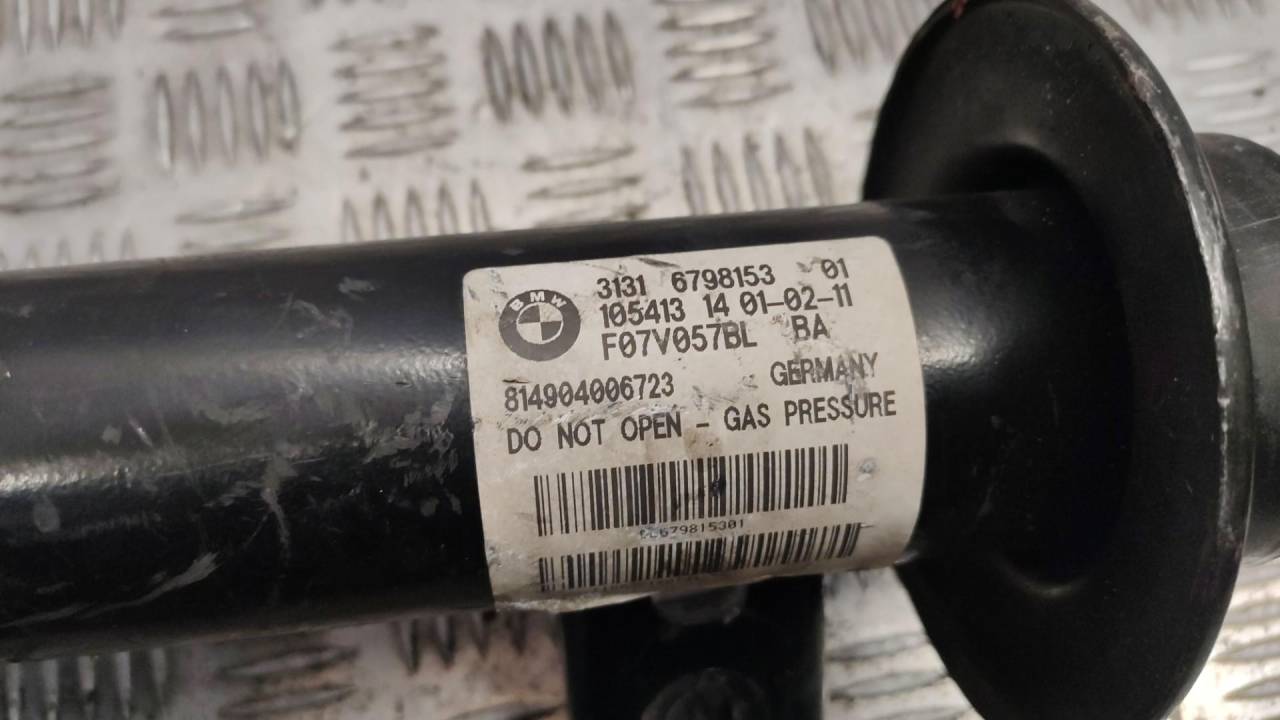 BMW
3131 6798153 01
105413 14 01-02-11
F07V057BL BA
814904006723 GERMANY
DO NOT OPEN - GAS PRESSURE